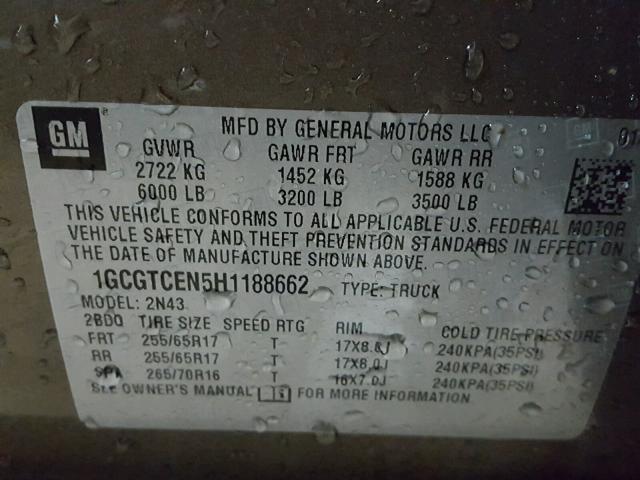 GM
MFD BY GENERAL MOTORS LLC
GVWR GAWR FRT GAWR RR
2722 KG 1452 KG 1588 KG
6000 LB 3200 LB 3500 LB
THIS VEHICLE CONFORMS TO ALL APPLICABLE U.S. FEDERAL MOTOR
VEHICLE SAFETY AND THEFT PREVENTION STANDARDS IN EFFECT ON
THE DATE OF MANUFACTURE SHOWN ABOVE.
1GCGTCEN5H1188662 TYPE: TRUCK
MODEL: 2N43
2BDO TIRE SIZE SPEED RTG RIM COLD TIRE PRESSURE
FRT 255/65R17 T 17X8.0J 240KPA(35PSI)
RR 255/65R17 T 17X8.0J 240KPA(35PSI)
SPA 265/70R16 T 16X7.0J 240KPA(35PSI)
SEE OWNER'S MANUAL FOR MORE INFORMATION